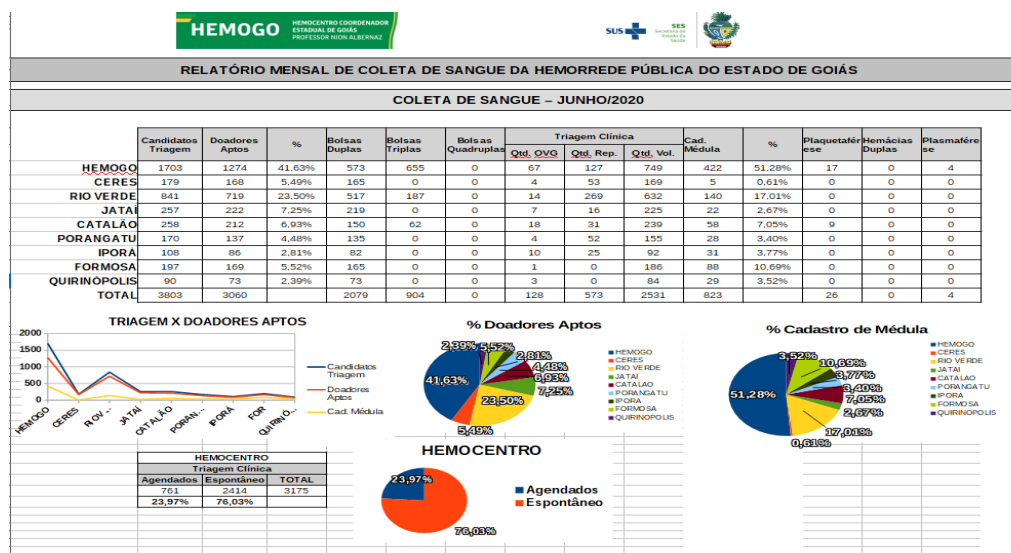 HEMOGO
HEMOCENTRO COORDENADOR
ESTADUAL DE GOIÁS
PROFESSOR NION ALBERNAZ
SUS
SES
Secretaria de
Estado da
Saúde
RELATÓRIO MENSAL DE COLETA DE SANGUE DA HEMORREDE PÚBLICA DO ESTADO DE GOIÁS
COLETA DE SANGUE – JUNHO/2020
Candidatos Triagem Doadores Aptos % Bolsas Duplas Bolsas Triplas Bolsas Quadruplas Triagem Clínica Cad. Médula % Plaquetaférese Hemácias Duplas Plasmaférese
Qtd. OVG Qtd. Rep. Qtd. Vol.
HEMOGO 1703 1274 41,63% 573 655 0 67 127 749 422 51,28% 17 0 4
CERES 179 168 5,49% 165 0 0 4 53 169 5 0,61% 0 0 0
RIO VERDE 841 719 23,50% 517 187 0 14 269 632 140 17,01% 0 0 0
JATAÍ 257 222 7,25% 219 0 0 7 16 225 22 2,67% 0 0 0
CATALÃO 258 212 6,93% 150 62 0 18 31 239 58 7,05% 9 0 0
PORANGATU 170 137 4,48% 135 0 0 4 52 155 28 3,40% 0 0 0
IPORÁ 108 86 2,81% 82 0 0 10 25 92 31 3,77% 0 0 0
FORMOSA 197 169 5,52% 165 0 0 1 0 186 88 10,69% 0 0 0
QUIRINÓPOLIS 90 73 2,39% 73 0 0 3 0 84 29 3,52% 0 0 0
TOTAL 3803 3060 2079 904 0 128 573 2531 823 26 0 4
TRIAGEM X DOADORES APTOS
2000
1500
1000
500
0
HEMOGO
CERES
RIOV...
JATAÍ
CATALÃO
PORAN...
IPORÁ
FOR
QUIRINÓ...
Candidatos
Triagem
Doadores
Aptos
Cad. Médula
% Doadores Aptos
2,39%
5,52%
2,81%
4,48%
6,93%
7,25%
23,50%
5,49%
41,63%
HEMOGO
CERES
RIO VERDE
JATAI
CATALAO
PORANGATU
IPORA
FORMOSA
QUIRINOPOLIS
% Cadastro de Médula
3,52%
10,69%
3,77%
3,40%
7,05%
2,67%
17,01%
0,61%
51,28%
HEMOGO
CERES
RIO VERDE
JATAI
CATALAO
PORANGATU
IPORA
FORMOSA
QUIRINOPOLIS
HEMOCENTRO
Triagem Clínica
Agendados Espontâneo TOTAL
761 2414 3175
23,97% 76,03%
HEMOCENTRO
23,97%
76,03%
Agendados
Espontâneo